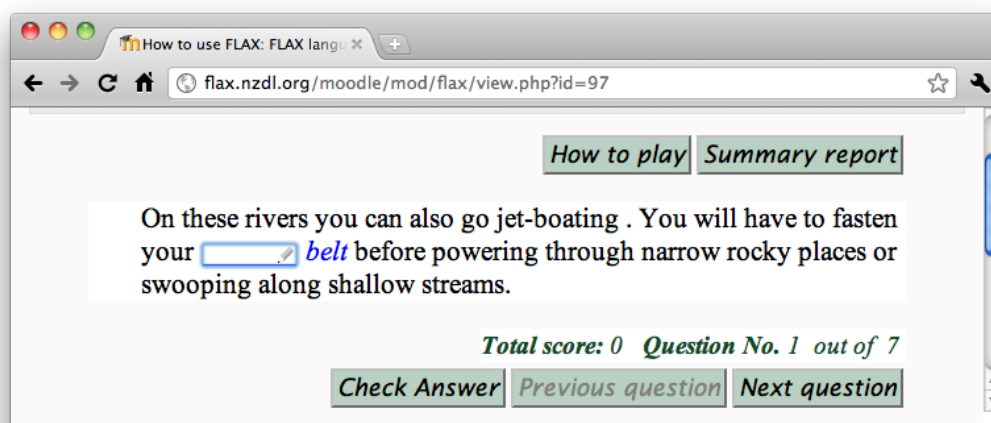 How to use FLAX: FLAX langu
flax.nzdl.org/moodle/mod/flax/view.php?id=97
How to play Summary report
On these rivers you can also go jet-boating . You will have to fasten
your belt before powering through narrow rocky places or
swooping along shallow streams.
Total score: 0 Question No. 1 out of 7
Check Answer Previous question Next question